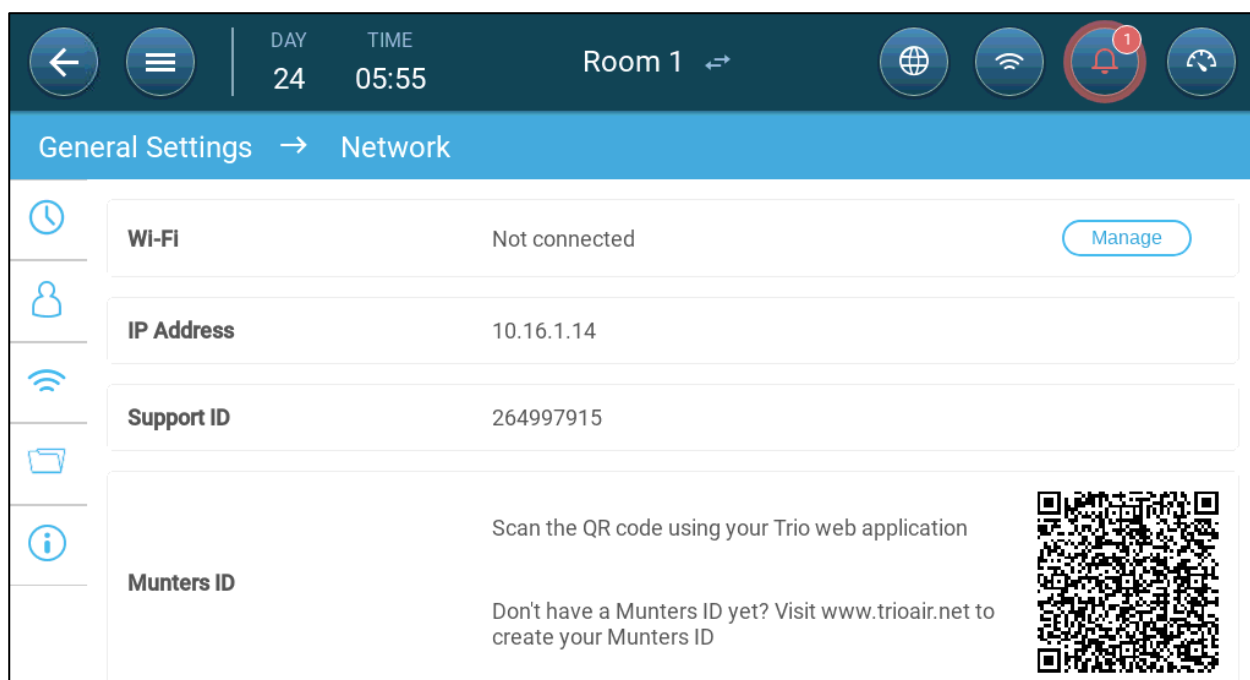 DAY TIME
24 05:55
Room 1
1
General Settings → Network
Wi-Fi Not connected Manage
IP Address 10.16.1.14
Support ID 264997915
Munters ID
Scan the QR code using your Trio web application
Don't have a Munters ID yet? Visit www.trioair.net to
create your Munters ID